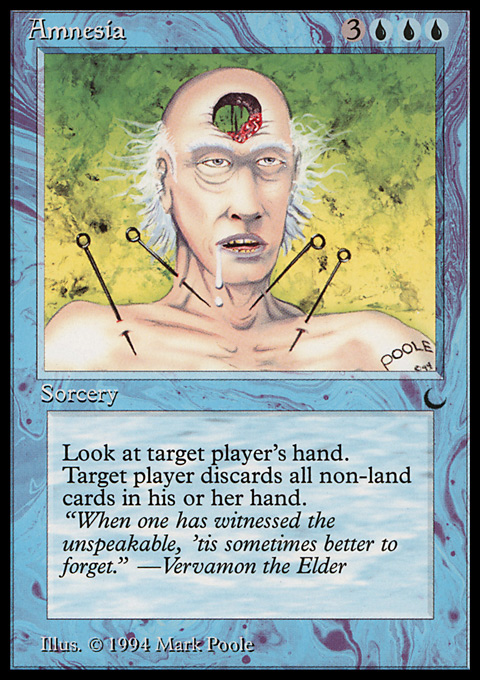 Amnesia 3
POOLE
©94
Sorcery
Look at target player's hand.
Target player discards all non-land
cards in his or her hand.
“When one has witnessed the
unspeakable, ’tis sometimes better to
forget.” —Vervamon the Elder
Illus. © 1994 Mark Poole